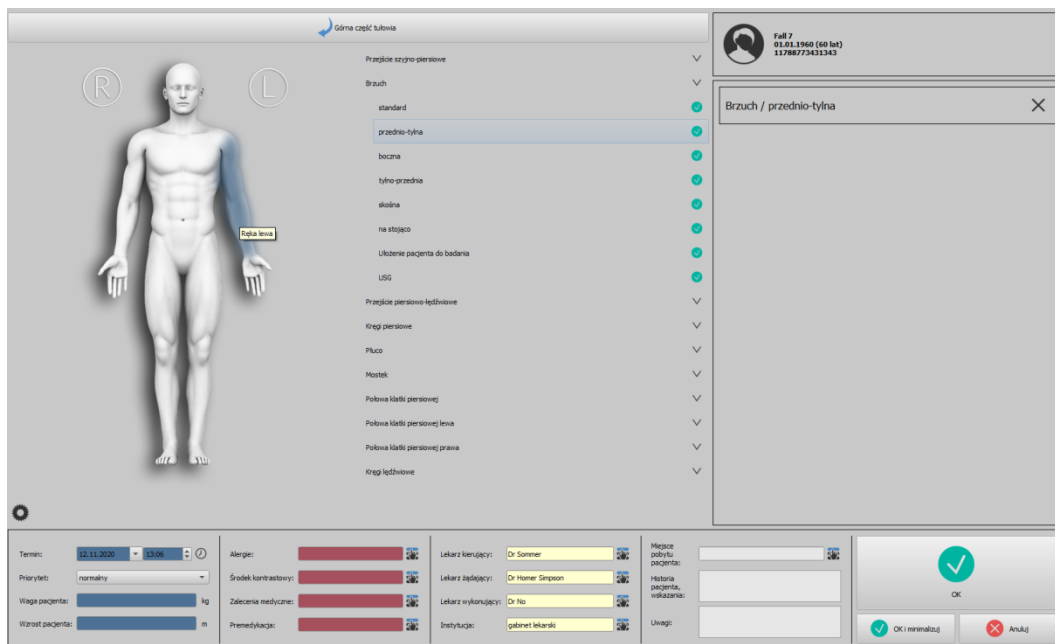 Górna część tułowia
R
L
Ręka lewa
Przejście szyjno-piersiowe
Brzuch
standard
przednio-tylna
boczna
tylno-przednia
skośna
na stojąco
Ułożenie pacjenta do badania
USG
Przejście piersiowo-lędźwiowe
Kręgi piersiowe
Płuco
Mostek
Połowa klatki piersiowej
Połowa klatki piersiowej lewa
Połowa klatki piersiowej prawa
Kręgi lędźwiowe
Fall 7
01.01.1960 (60 lat)
11788773431343
Brzuch / przednio-tylna
Termin: 12.11.2020 13:06
Priorytet: normalny
Waga pacjenta: kg
Wzrost pacjenta: m
Alergie:
Środek kontrastowy:
Zalecenia medyczne:
Premedykacja:
Lekarz kierujący: Dr Sommer
Lekarz żądający: Dr Homer Simpson
Lekarz wykonujący: Dr No
Instytucja: gabinet lekarski
Miejsce
pobytu
pacjenta:
Historia
pacjenta,
wskazania:
Uwagi:
OK
OK i minimalizuj
Anuluj